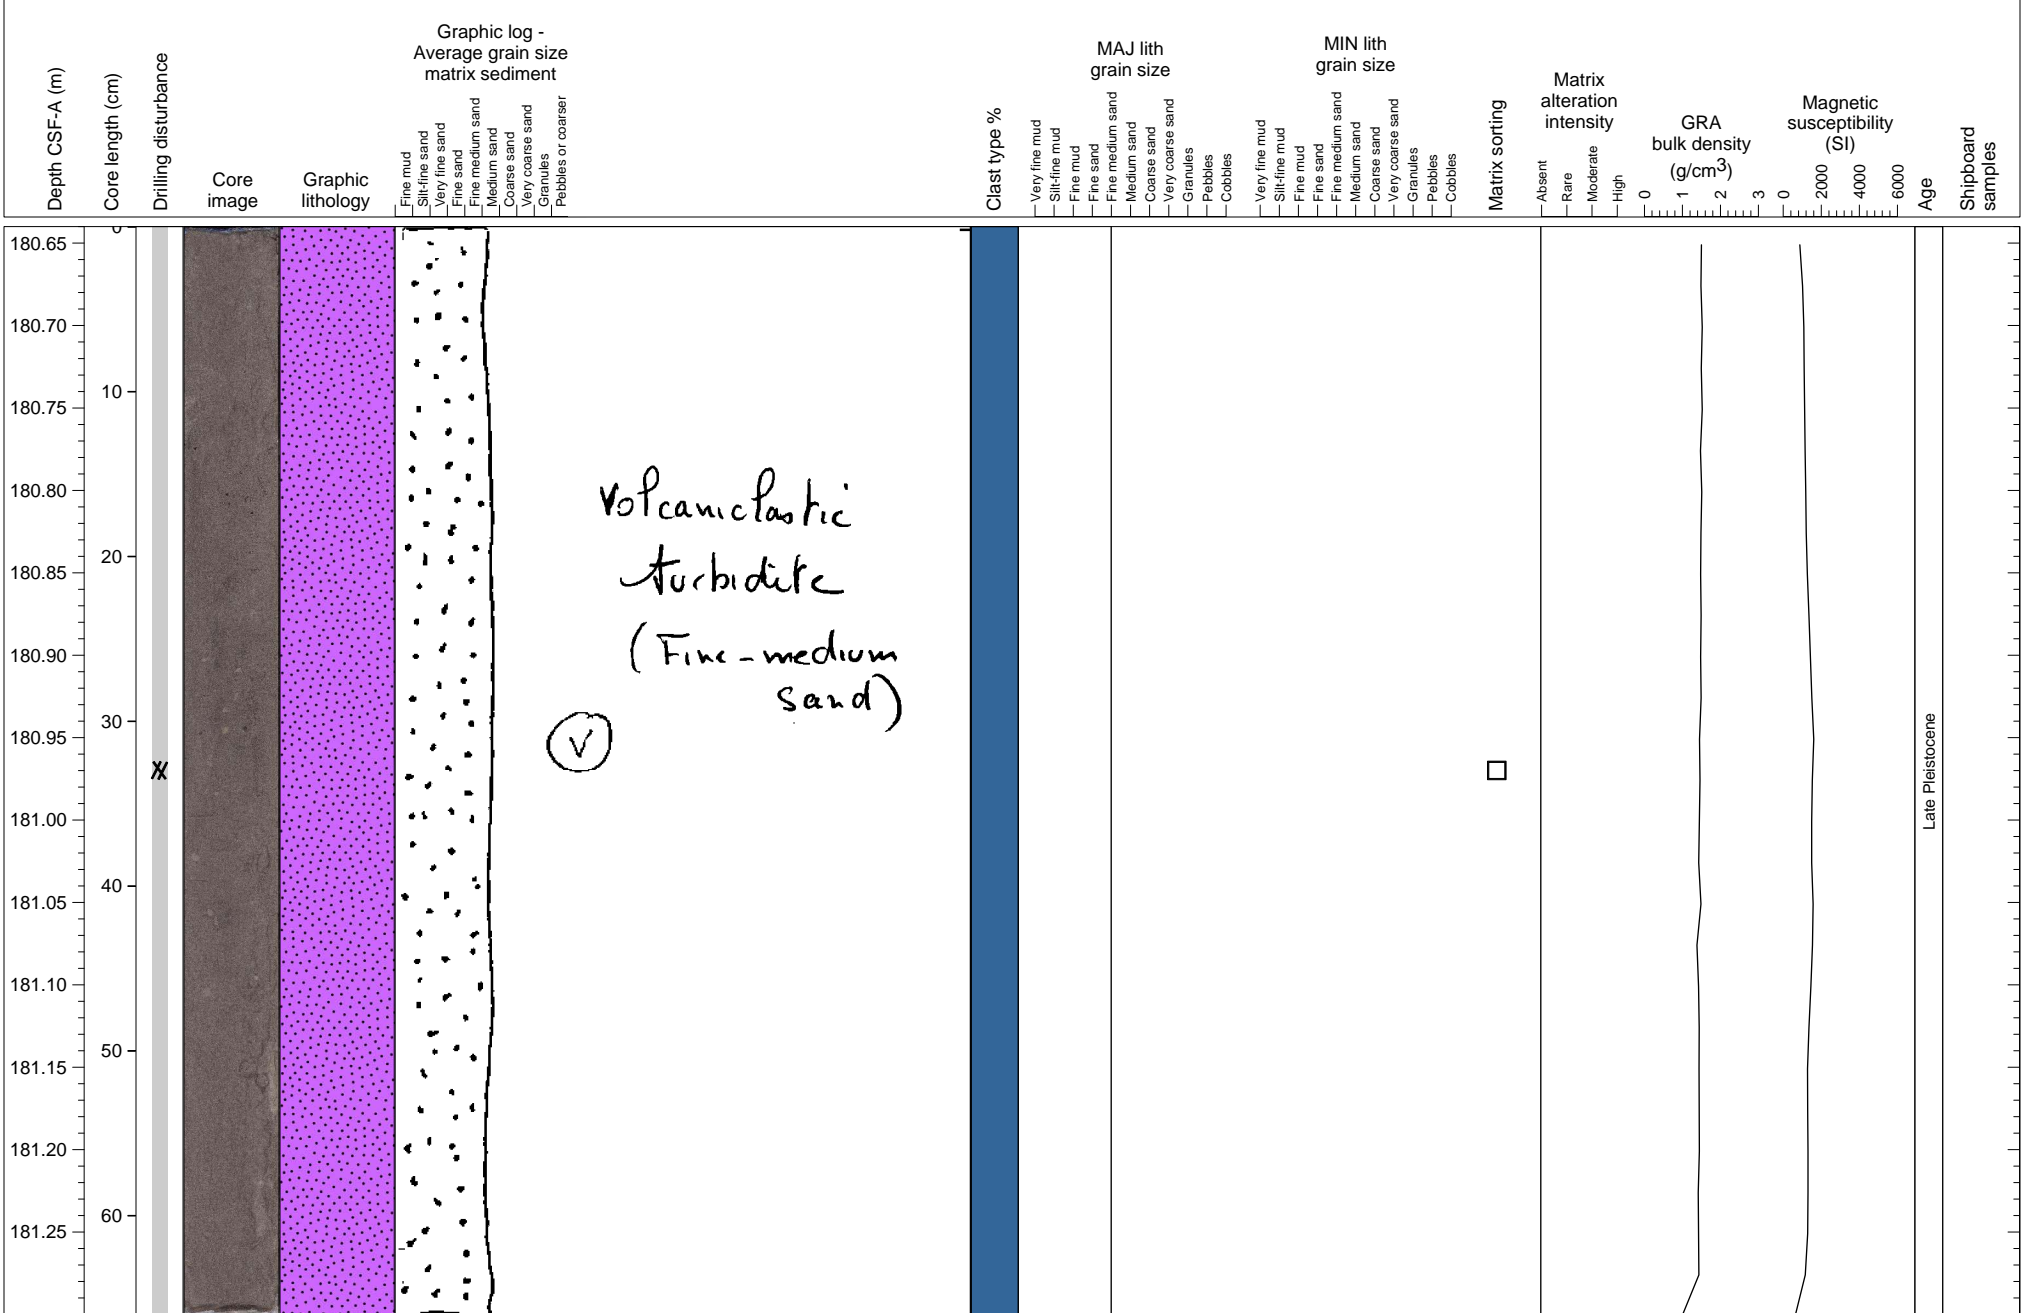 Graphic log -
Average grain size
matrix sediment
MAJ lith
grain size
MIN lith
grain size
Matrix
alteration
intensity
GRA
bulk density
(g/cm3)
Magnetic
susceptibility
(SI)
Depth CSF-A (m)
Core length (cm)
Drilling disturbance
Core
image
Graphic
lithology
Fine mud
Silt-fine sand
Very fine sand
Fine sand
Fine medium sand
Medium sand
Coarse sand
Very coarse sand
Granules
Pebbles or coarser
Clast type %
Very fine mud
Silt-fine mud
Fine mud
Fine sand
Fine medium sand
Medium sand
Coarse sand
Very coarse sand
Granules
Pebbles
Cobbles
Very fine mud
Silt-fine mud
Fine mud
Fine sand
Fine medium sand
Medium sand
Coarse sand
Very coarse sand
Granules
Pebbles
Cobbles
Matrix sorting
Absent
Rare
Moderate
High
0 1 2 3
0 2000 4000 6000
Age
Shipboard
samples
0
180.65
180.70
10
180.75
180.80
20
180.85
180.90
30
180.95
181.00
40
181.05
181.10
50
181.15
181.20
60
181.25
Volcaniclastic
turbidite
(Fine-medium
sand)
V
Late Pleistocene